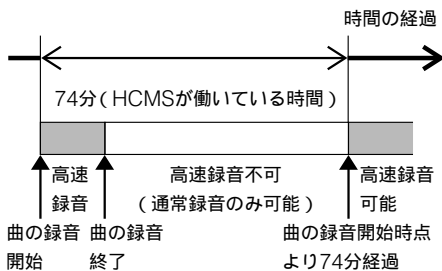 時間の経過
74分（HCMSが働いている時間）
高速
録音
高速録音不可
（通常録音のみ可能）
高速録音
可能
曲の録音
開始
曲の録音
終了
曲の録音開始時点
より74分経過